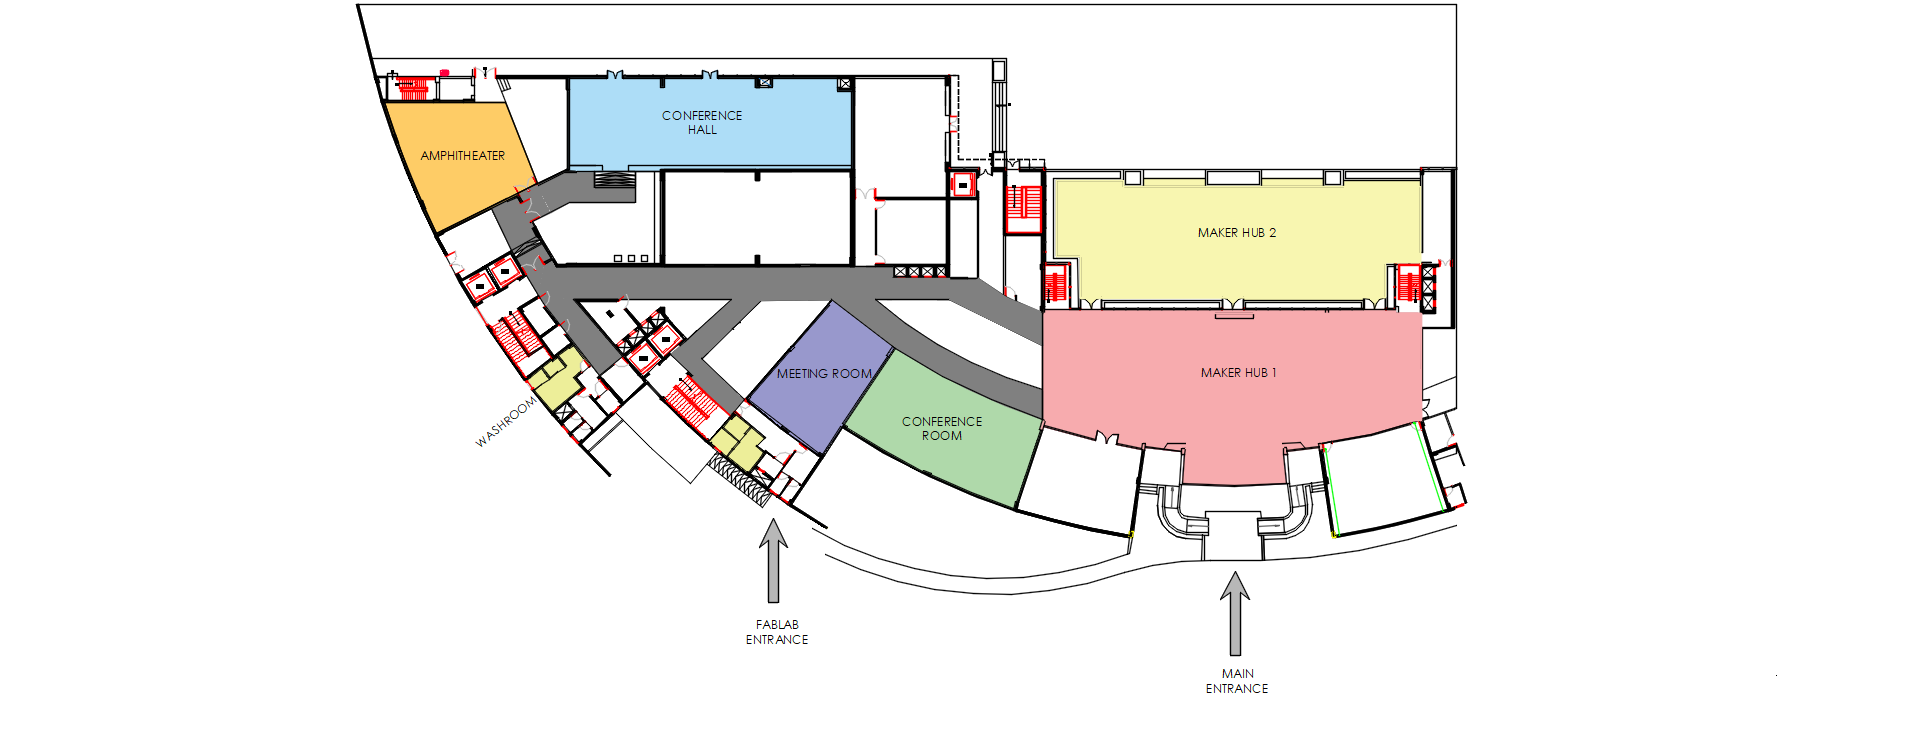 CONFERENCE
HALL
AMPHITHEATER
MAKER HUB 2
MEETING ROOM
MAKER HUB 1
CONFERENCE
ROOM
WASHROOM
FABLAB
ENTRANCE
MAIN
ENTRANCE